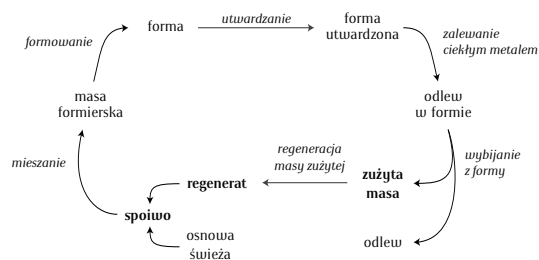 forma
utwardzanie
forma
utwardzona
zalewanie
ciekłym metalem
odlew
w formie
wybijanie
z formy
zużyta
masa
odlew
regeneracja
masy zużytej
regenerat
spoiwo
osnowa
świeża
mieszanie
masa
formierska
formowanie